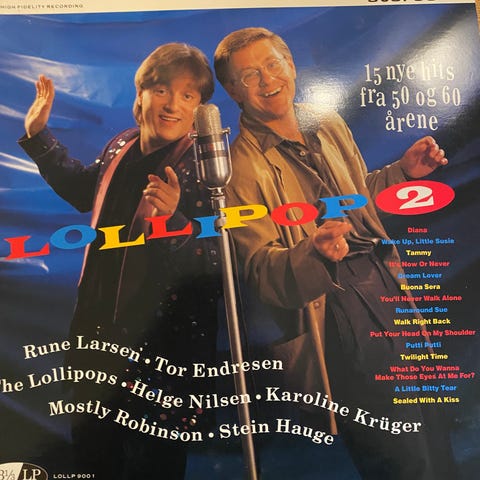 HIGH FIDELITY RECORDING
15 nye hits
fra 50 og 60
årene
LOLLIPOP 2
Diana
Wake Up, Little Susie
Tammy
It's Now Or Never
Dream Lover
Buona Sera
You'll Never Walk Alone
Runaround Sue
Walk Right Back
Put Your Head On My Shoulder
Putti Putti
Twilight Time
What Do You Wanna
Make Those Eyes At Me For?
A Little Bitty Tear
Sealed With A Kiss
Rune Larsen • Tor Endresen
The Lollipops • Helge Nilsen • Karoline Krüger
Mostly Robinson • Stein Hauge
33⅓ LP LOLLP 9001